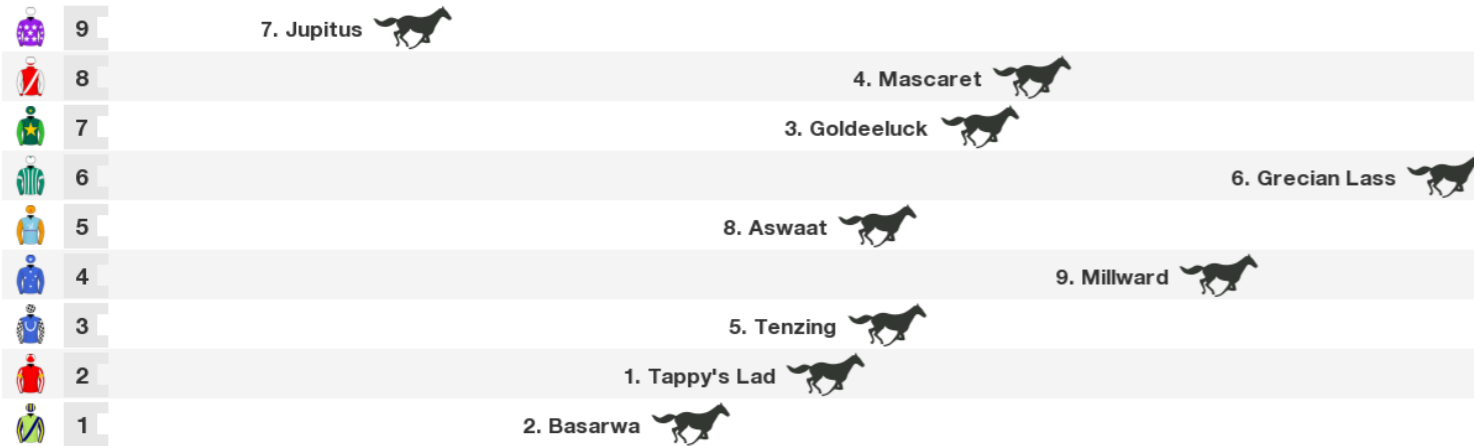 9 7. Jupitus
8 4. Mascaret
7 3. Goldeeluck
6 6. Grecian Lass
5 8. Aswaat
4 9. Millward
3 5. Tenzing
2 1. Tappy's Lad
1 2. Basarwa